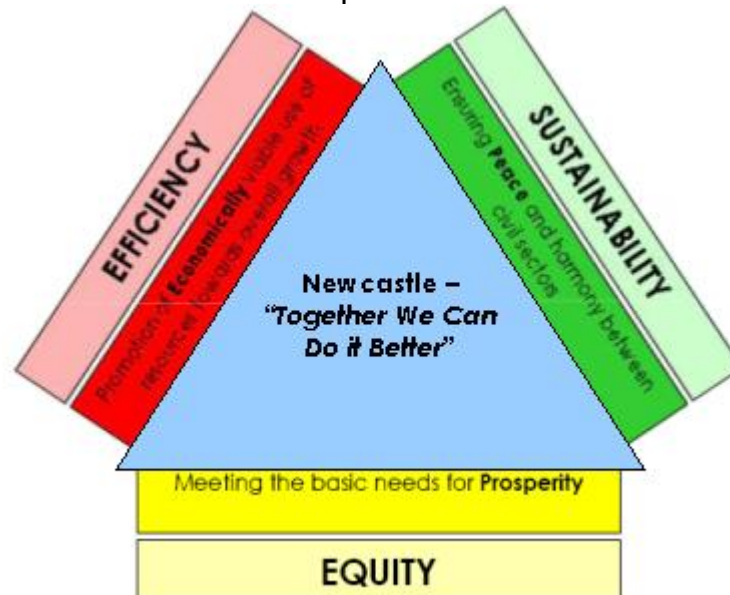 EFFICIENCY
Promotion of Economically viable use of
resources towards overall growth
SUSTAINABILITY
Ensuring Peace and harmony between
civil sectors
Newcastle –
“Together We Can
Do it Better”
Meeting the basic needs for Prosperity
EQUITY